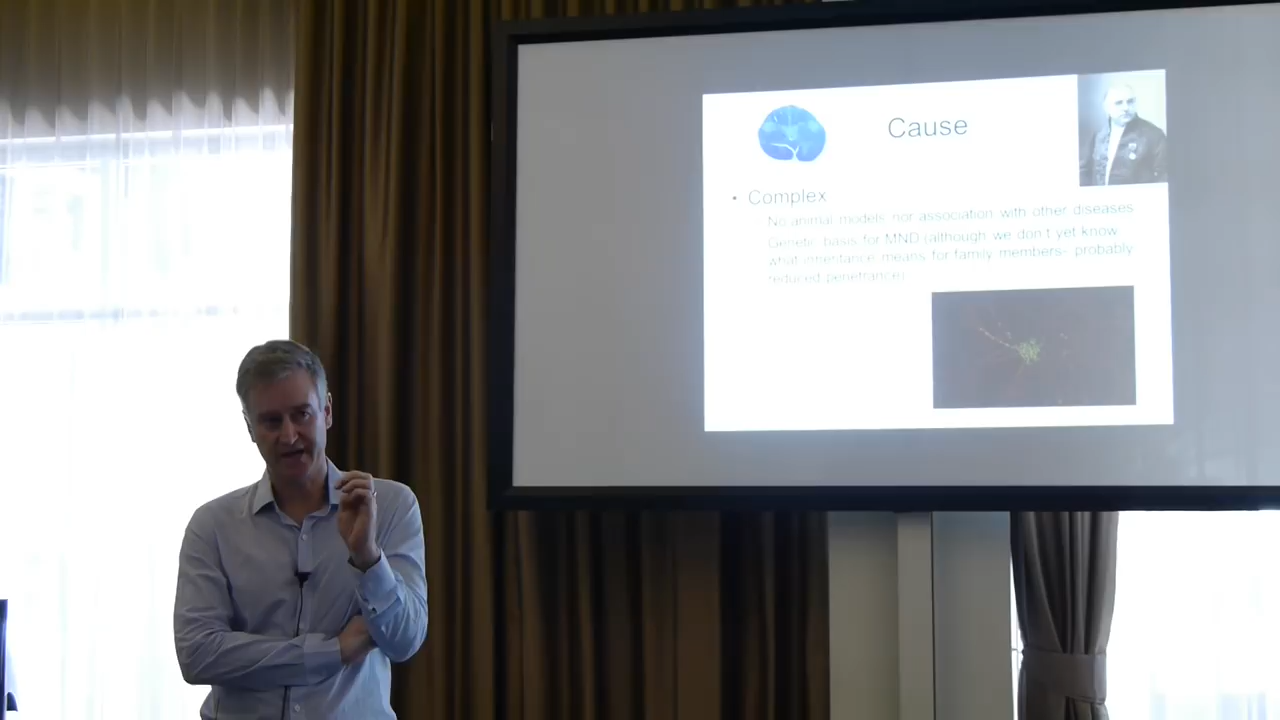 Cause
• Complex
No animal models nor association with other diseases
Genetic basis for MND (although we don't yet know
what inheritance means for family members- probably
reduced penetrance)